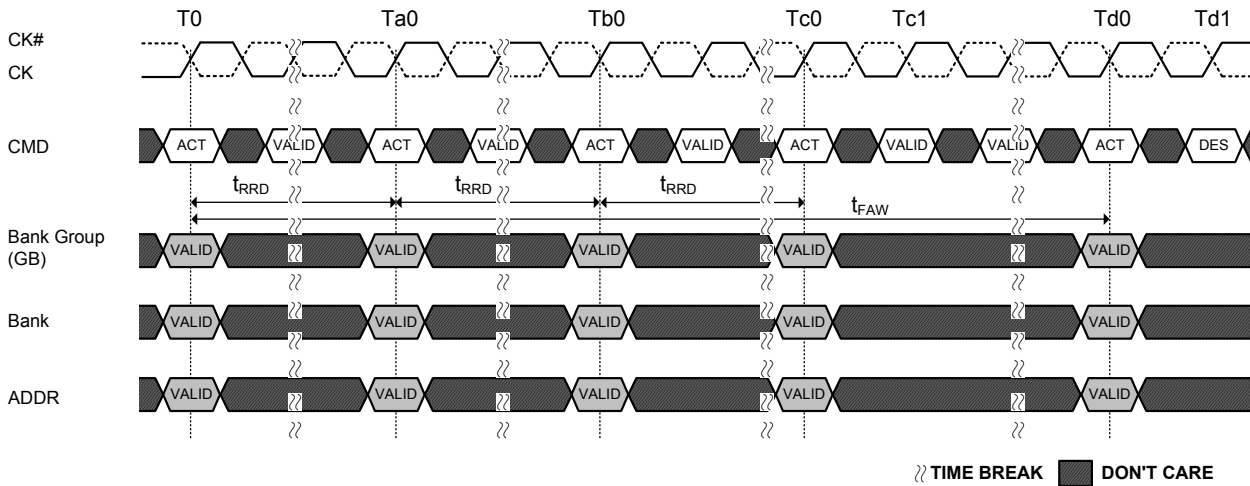 T0 Ta0 Tb0 Tc0 Tc1 Td0 Td1
CK#
CK
CMD ACT VALID ACT VALID ACT VALID ACT VALID VALID ACT DES
tRRD tRRD tRRD
tFAW
Bank Group
(GB)
VALID VALID VALID VALID VALID
Bank VALID VALID VALID VALID VALID
ADDR VALID VALID VALID VALID VALID
TIME BREAK DON'T CARE